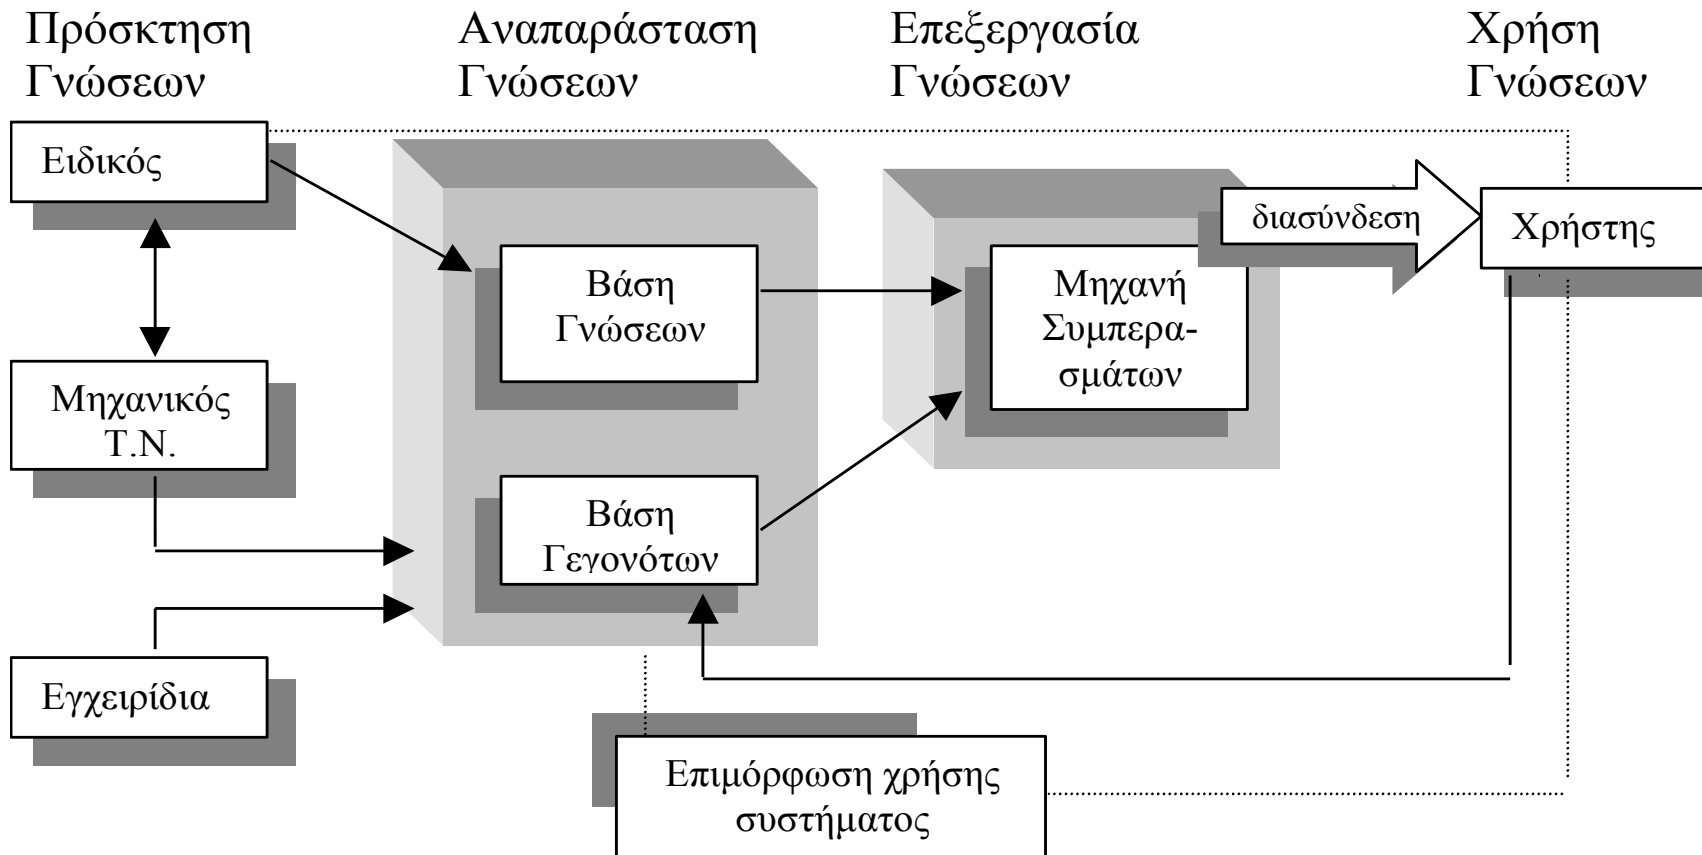 Πρόσκτηση
Γνώσεων
Αναπαράσταση
Γνώσεων
Επεξεργασία
Γνώσεων
Χρήση
Γνώσεων
Ειδικός
Μηχανικός
Τ.Ν.
Εγχειρίδια
Βάση
Γνώσεων
Βάση
Γεγονότων
Μηχανή
Συμπερα-
σμάτων
διασύνδεση
Χρήστης
Επιμόρφωση χρήσης
συστήματος